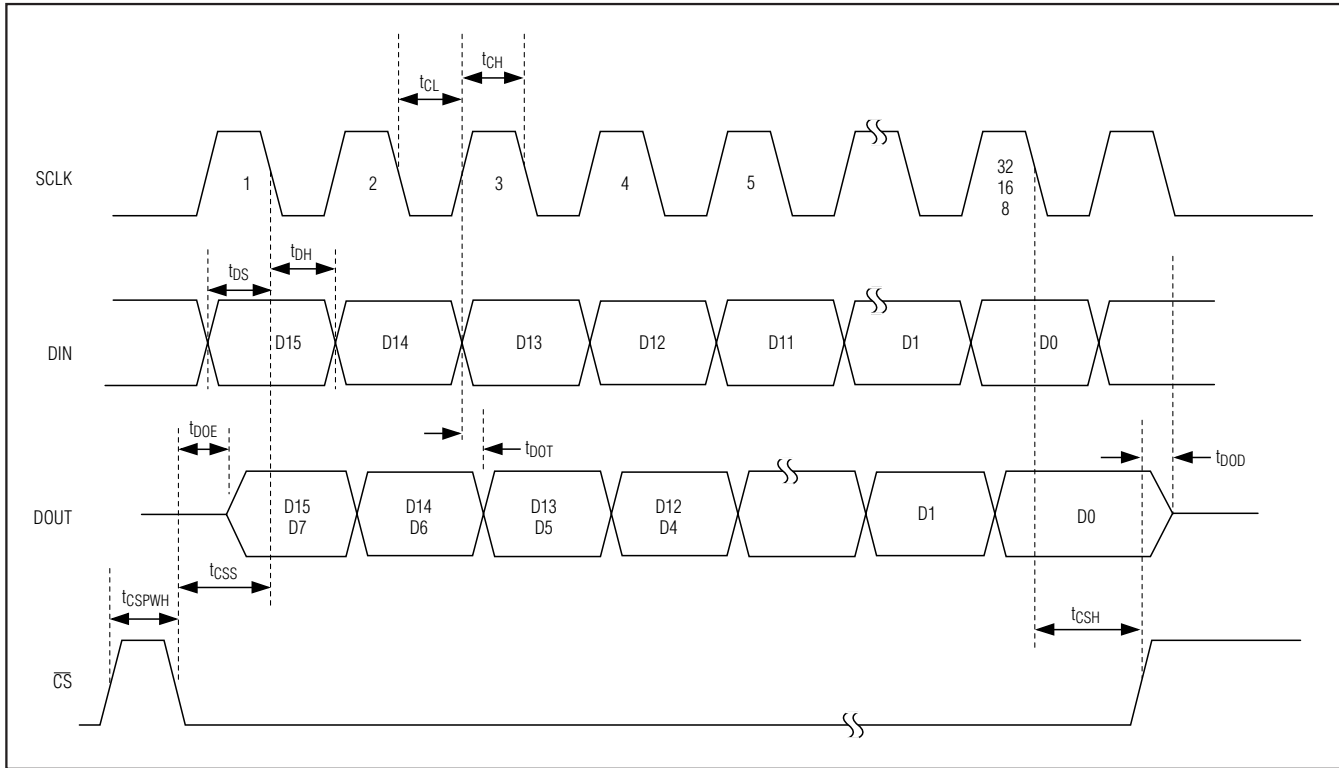 tCL
tCH
SCLK
1
2
3
4
5
32
16
8
tDS
tDH
DIN
D15
D14
D13
D12
D11
D1
D0
tDOE
tDOT
tDOD
DOUT
D15
D7
D14
D6
D13
D5
D12
D4
D1
D0
tCSS
tCSPWH
tCSH
CS